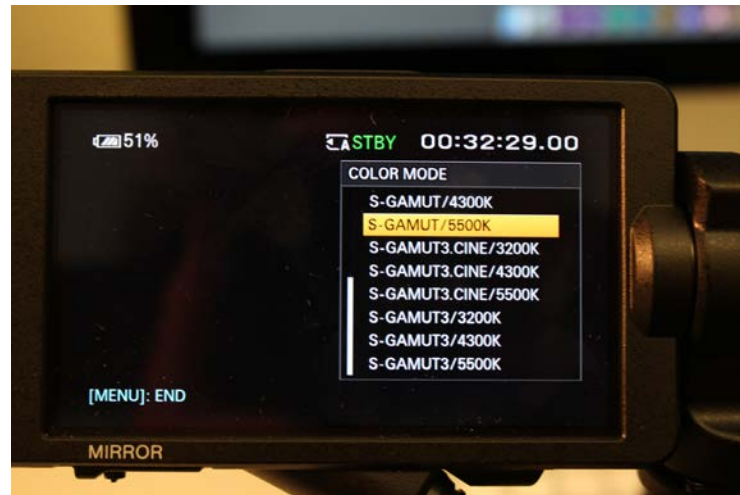 51%
A STBY 00:32:29.00
COLOR MODE
S-GAMUT/4300K
S-GAMUT/5500K
S-GAMUT3.CINE/3200K
S-GAMUT3.CINE/4300K
S-GAMUT3.CINE/5500K
S-GAMUT3/3200K
S-GAMUT3/4300K
S-GAMUT3/5500K
[MENU]: END
MIRROR